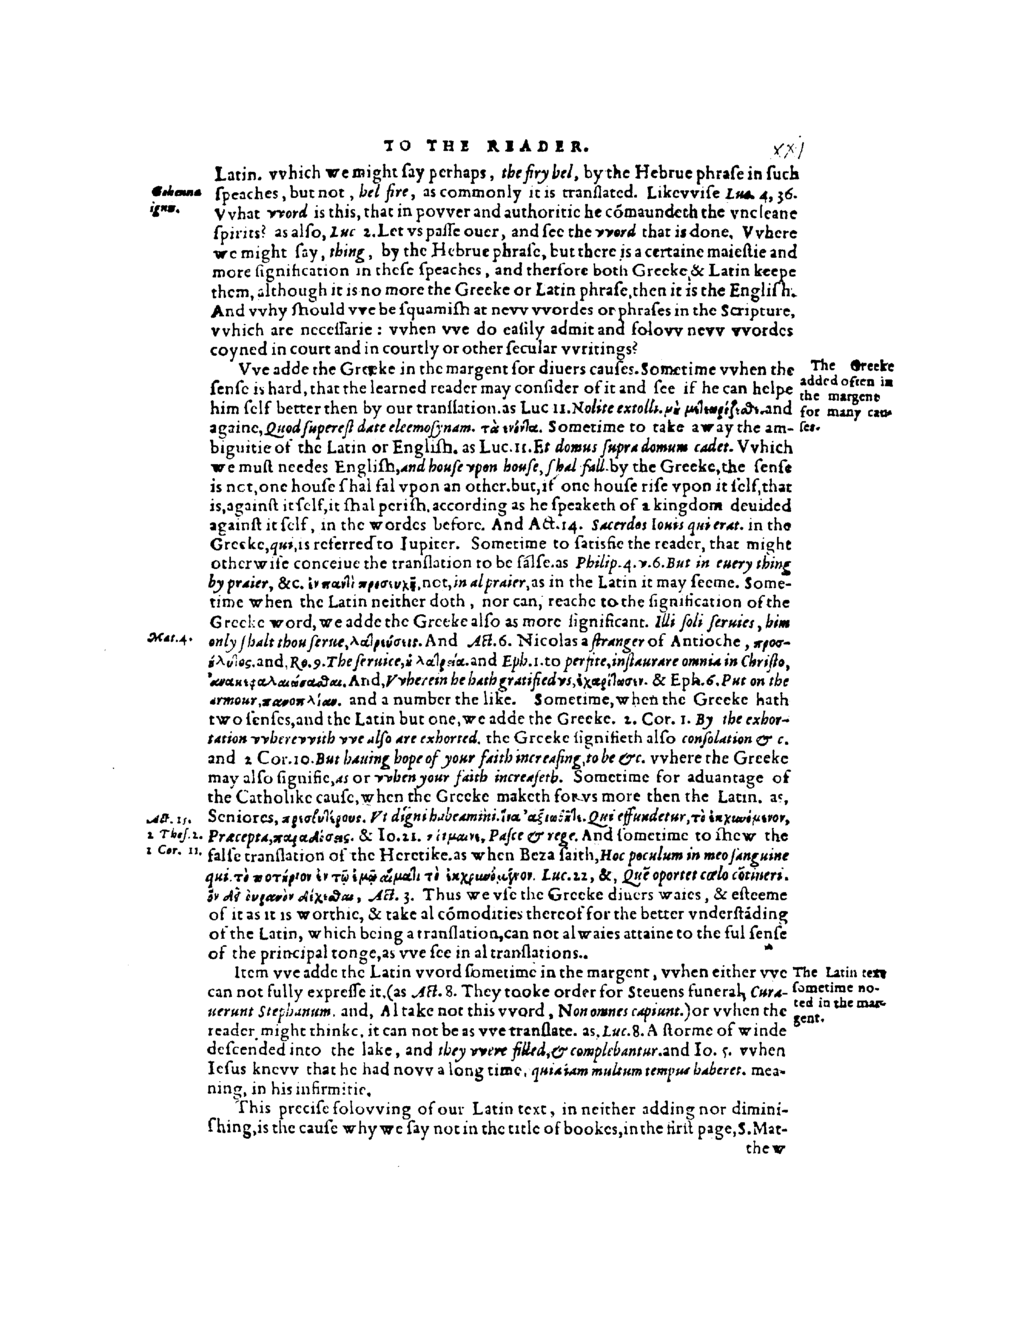 TO THE READER.
xxj
Latin. vvhich we might ſay perhaps, the firy hel, by the Hebrue phraſe in ſuch
Gehenna ſpeaches, but not, hel fire, as commonly it is tranſlated. Likevviſe Luc. 4, 36.
ignis. Vvhat vvord is this, that in povver and authoritie he cōmaundeth the vncleane
ſpirits? as alſo, Luc 2. Let vs paſſe ouer, and ſee the vvord that is done. Vvhere
we might ſay, thing, by the Hebrue phraſe, but there is a certaine maieſtie and
more ſignification in theſe ſpeaches, and therfore both Greeke & Latin keepe
them, although it is no more the Greeke or Latin phraſe, then it is the Engliſh.
And vvhy ſhould vve be ſquamiſh at nevv vvordes or phraſes in the Scripture,
vvhich are neceſſarie: vvhen vve do eaſily admit and folovv nevv vvordes
coyned in court and in courtly or other ſecular vvritings?
Vve adde the Greeke in the margent for diuers cauſes. Sometime vvhen the The Greeke
ſenſe is hard, that the learned reader may conſider of it and ſee if he can helpe added often in
him ſelf better then by our tranſlation. as Luc 11. Nolite extolli. μὴ μετεωρίζεσθε. and the margent
againe, Quod ſupereſt date eleemoſynam. τὰ ἐνόντα. Sometime to take away the am- for many cau-
biguitie of the Latin or Engliſh. as Luc. 11. Et domus ſupra domum cadet. Vvhich ſes.
we muſt needes Engliſh, and houſe vpon houſe, ſhal fall. by the Greeke, the ſenſe
is not, one houſe ſhal fal vpon an other. but, if one houſe riſe vpon it ſelf, that
is, againſt it ſelf, it ſhal periſh. according as he ſpeaketh of a kingdom deuided
againſt it ſelf, in the wordes before. And Act. 14. Sacerdos Iouis qui erat. in the
Greeke, qui, is referred to Iupiter. Sometime to ſatisfie the reader, that might
otherwiſe conceiue the tranſlation to be falſe. as Philip. 4. v. 6. But in euery thing
by praier, &c. ἐν παντὶ προσευχῇ, not, in al praier, as in the Latin it may ſeeme. Some-
time when the Latin neither doth, nor can, reache to the ſignification of the
Greeke word, we adde the Greeke alſo as more ſignificant. Illi ſoli ſeruies, him
Mat. 4. only ſhalt thou ſerue, λατρεύσεις. And Act. 6. Nicolas a ſtranger of Antioche, προσ-
ήλυτος. and, Ro. 9. The ſeruice, ἡ λατρεία. and Eph. 1. to perfite, inſtaurare omnia in Chriſto,
ἀνακεφαλαιώσασθαι. And, Vvherein he hath gratified vs, ἐχαρίτωσεν. & Eph. 6. Put on the
armour, πανοπλίαν. and a number the like. Sometime, when the Greeke hath
two ſenſes, and the Latin but one, we adde the Greeke. 2. Cor. 1. By the exhor-
tation vvherevvith vve alſo are exhorted. the Greeke ſignifieth alſo conſolation &c.
and 2 Cor. 10. But hauing hope of your faith increaſing, to be &c. vvhere the Greeke
may alſo ſignifie, as or vvhen your faith increaſeth. Sometime for aduantage of
the Catholike cauſe, when the Greeke maketh for vs more then the Latin. as,
Act. 15. Seniores, πρεσβυτέρους. Vt digni habeamini. ἵνα ἀξιωθῆτε. Qui effundetur, τὸ ἐκχυνόμενον,
2 Theſ. 2. Præcepta, παραδόσεις. & Io. 21. ποίμαινε, Paſce & rege. And ſometime to ſhew the
1 Cor. 11. falſe tranſlation of the Heretike. as when Beza ſaith, Hoc poculum in meo ſanguine
qui. τὸ ποτήριον ἐν τῷ ἐμῷ αἵματι τὸ ἐκχυνόμενον. Luc. 22, &, Quē oportet cœlo cōtineri.
ὃν δεῖ οὐρανὸν δέχεσθαι, Act. 3. Thus we vſe the Greeke diuers waies, & eſteeme
of it as it is worthie, & take al cōmodities thereof for the better vnderſtāding
of the Latin, which being a tranſlation, can not alwaies attaine to the ful ſenſe
of the principal tonge, as vve ſee in al tranſlations..
Item vve adde the Latin vvord ſometime in the margent, vvhen either vve The Latin text
can not fully expreſſe it, (as Act. 8. They tooke order for Steuens funeral, Cura- ſometime no-
uerunt Stephanum. and, Al take not this vvord, Non omnes capiunt.) or vvhen the ted in the mar-
reader might thinke, it can not be as vve tranſlate. as, Luc. 8. A ſtorme of winde gent.
deſcended into the lake, and they vvere filled, & complebantur. and Io. 5. vvhen
Ieſus knevv that he had novv a long time, quia iam multum tempus haberet. mea-
ning, in his infirmitie.
This preciſe folovving of our Latin text, in neither adding nor dimini-
ſhing, is the cauſe why we ſay not in the title of bookes, in the firſt page, S. Mat-
thew